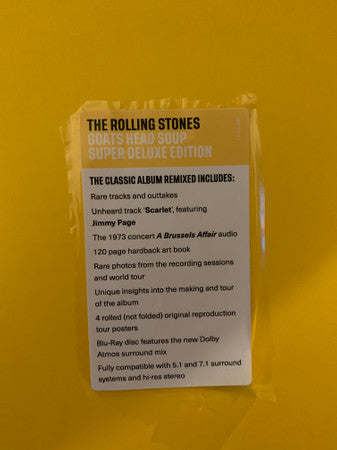 THE ROLLING STONES
GOATS HEAD SOUP
SUPER DELUXE EDITION
THE CLASSIC ALBUM REMIXED INCLUDES:
Rare tracks and outtakes
Unheard track ‘Scarlet’, featuring
Jimmy Page
The 1973 concert A Brussels Affair audio
120 page hardback art book
Rare photos from the recording sessions
and world tour
Unique insights into the making and tour
of the album
4 rolled (not folded) original reproduction
tour posters
Blu-Ray disc features the new Dolby
Atmos surround mix
Fully compatible with 5.1 and 7.1 surround
systems and hi-res stereo